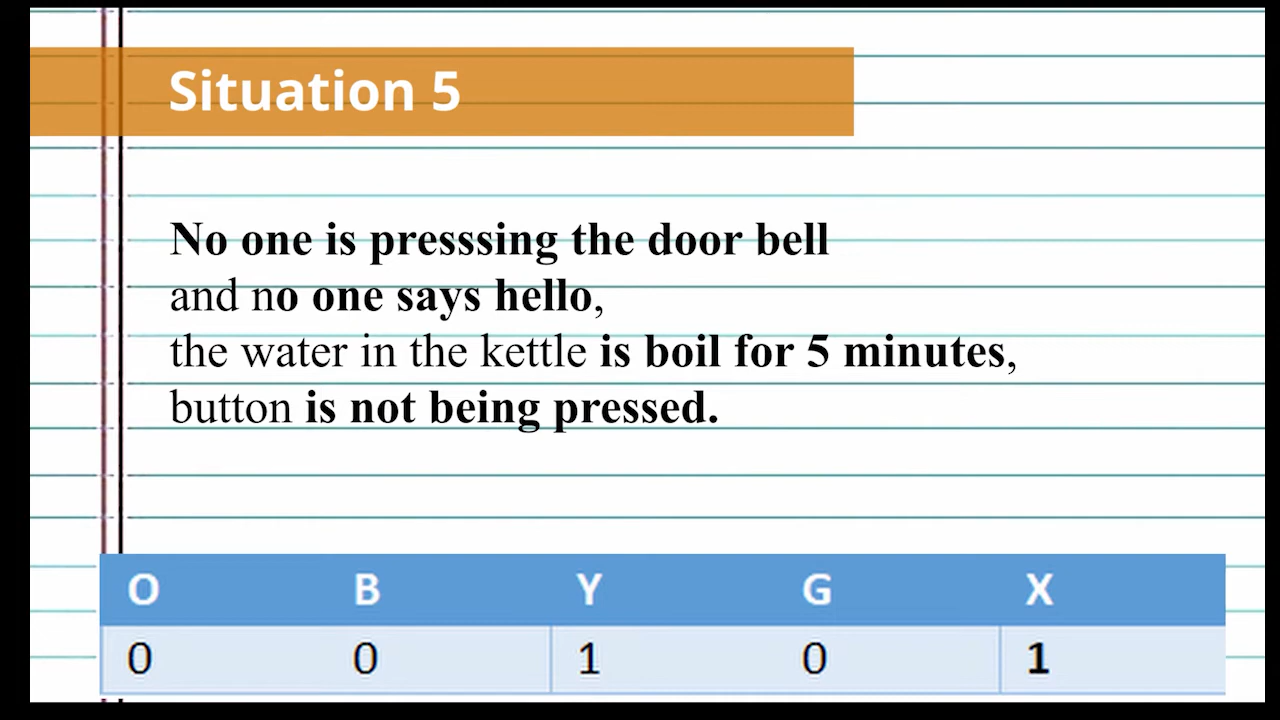 Situation 5
No one is presssing the door bell
and no one says hello,
the water in the kettle is boil for 5 minutes,
button is not being pressed.
O B Y G X
0 0 1 0 1